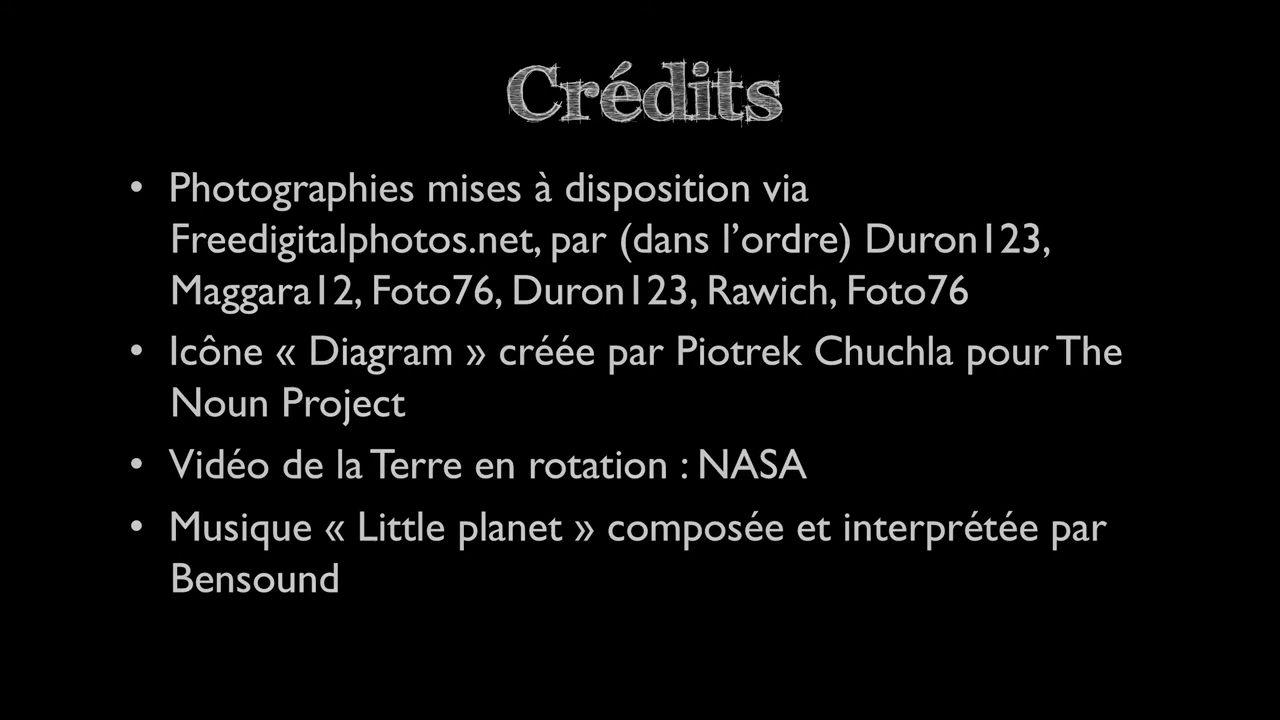 Crédits
• Photographies mises à disposition via
Freedigitalphotos.net, par (dans l’ordre) Duron123,
Maggara12, Foto76, Duron123, Rawich, Foto76
• Icône « Diagram » créée par Piotrek Chuchla pour The
Noun Project
• Vidéo de la Terre en rotation : NASA
• Musique « Little planet » composée et interprétée par
Bensound